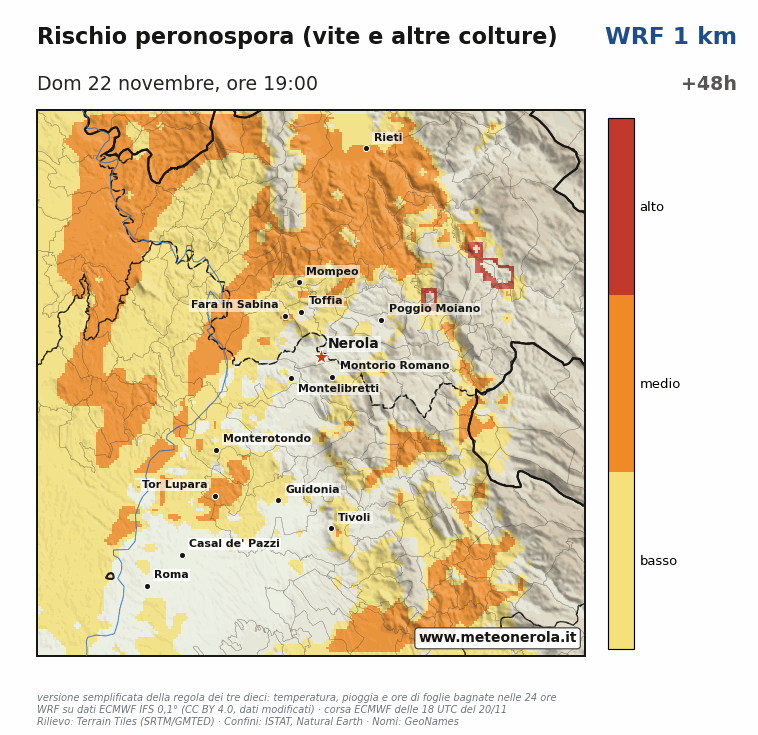 Rischio peronospora (vite e altre colture)
WRF 1 km
Dom 22 novembre, ore 19:00
+48h
Rieti
alto
Mompeo
Toffia
Fara in Sabina
Poggio Moiano
Nerola
Montorio Romano
Montelibretti
medio
Monterotondo
Tor Lupara
Guidonia
Tivoli
Casal de' Pazzi
basso
Roma
www.meteonerola.it
versione semplificata della regola dei tre dieci: temperatura, pioggia e ore di foglie bagnate nelle 24 ore
WRF su dati ECMWF IFS 0,1° (CC BY 4.0, dati modificati) · corsa ECMWF delle 18 UTC del 20/11
Rilievo: Terrain Tiles (SRTM/GMTED) · Confini: ISTAT, Natural Earth · Nomi: GeoNames